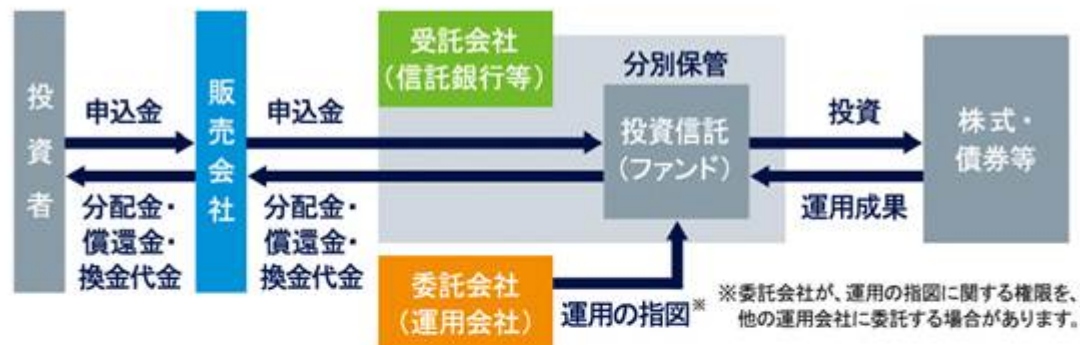 投資者
申込金
分配金・
償還金・
換金代金
販売会社
申込金
分配金・
償還金・
換金代金
受託会社
（信託銀行等）
分別保管
投資信託
（ファンド）
委託会社
（運用会社）
運用の指図※
投資
運用成果
株式・
債券等
※委託会社が、運用の指図に関する権限を、
他の運用会社に委託する場合があります。